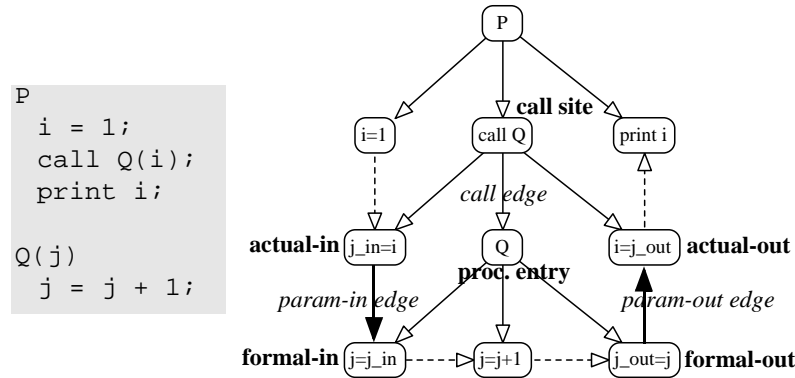 P
i = 1;
call Q(i);
print i;
Q(j)
j = j + 1;
P
call site
i=1
call Q
print i
call edge
actual-in
j_in=i
Q
i=j_out
actual-out
proc. entry
param-in edge
param-out edge
formal-in
j=j_in
j=j+1
j_out=j
formal-out